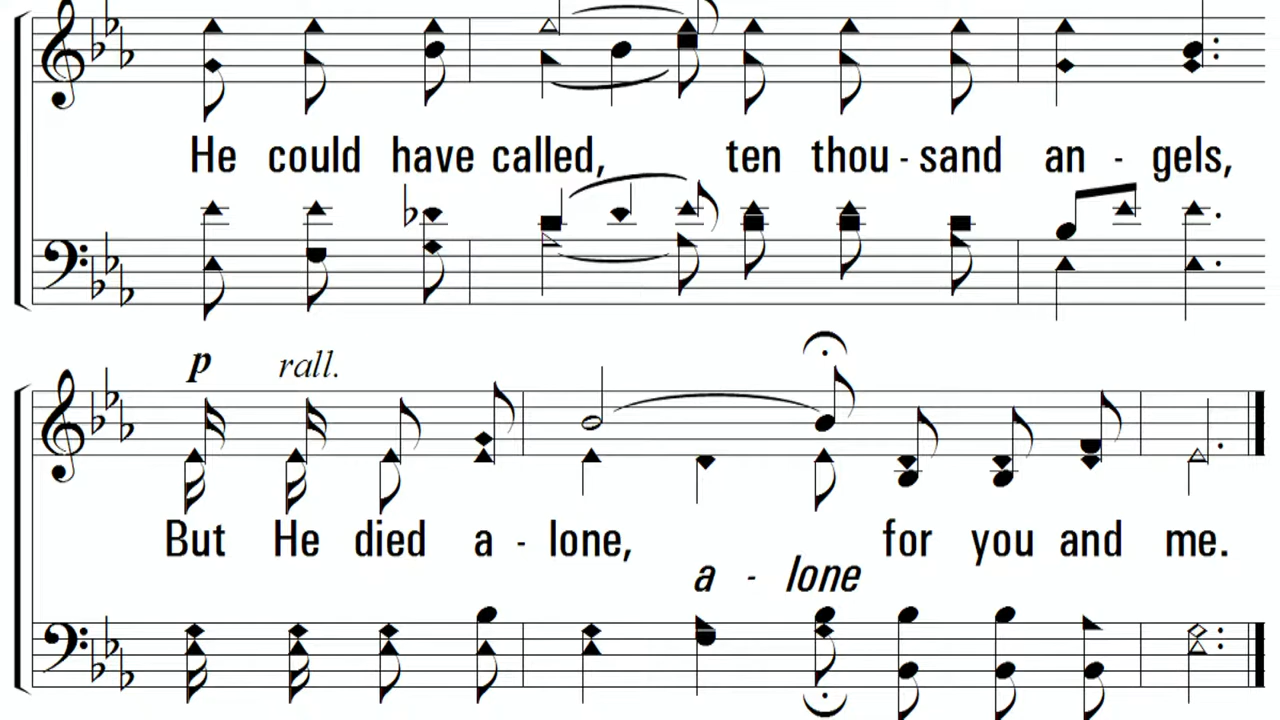 He could have called, ten thou - sand an - gels,
p rall.
But He died a - lone, for you and me.
a - lone